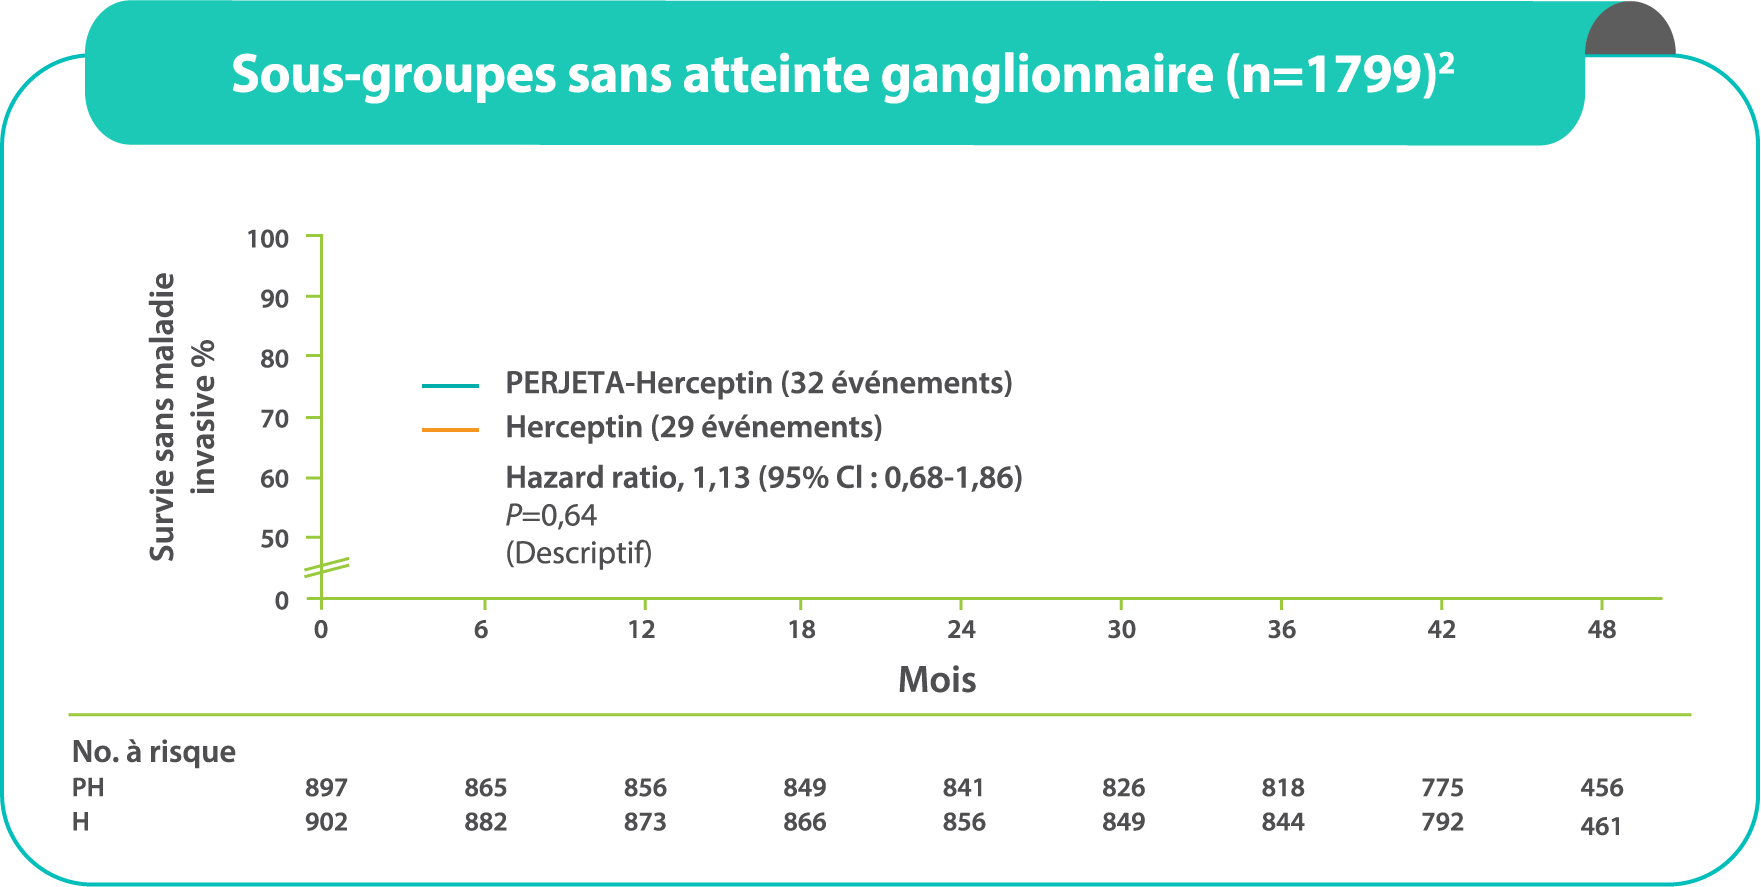 Sous-groupes sans atteinte ganglionnaire (n=1799)²
Survie sans maladie
invasive %
100
90
80
70
60
50
0
PERJETA-Herceptin (32 événements)
Herceptin (29 événements)
Hazard ratio, 1,13 (95% Cl : 0,68-1,86)
P=0,64
(Descriptif)
0 6 12 18 24 30 36 42 48
Mois
No. à risque
PH 897 865 856 849 841 826 818 775 456
H 902 882 873 866 856 849 844 792 461